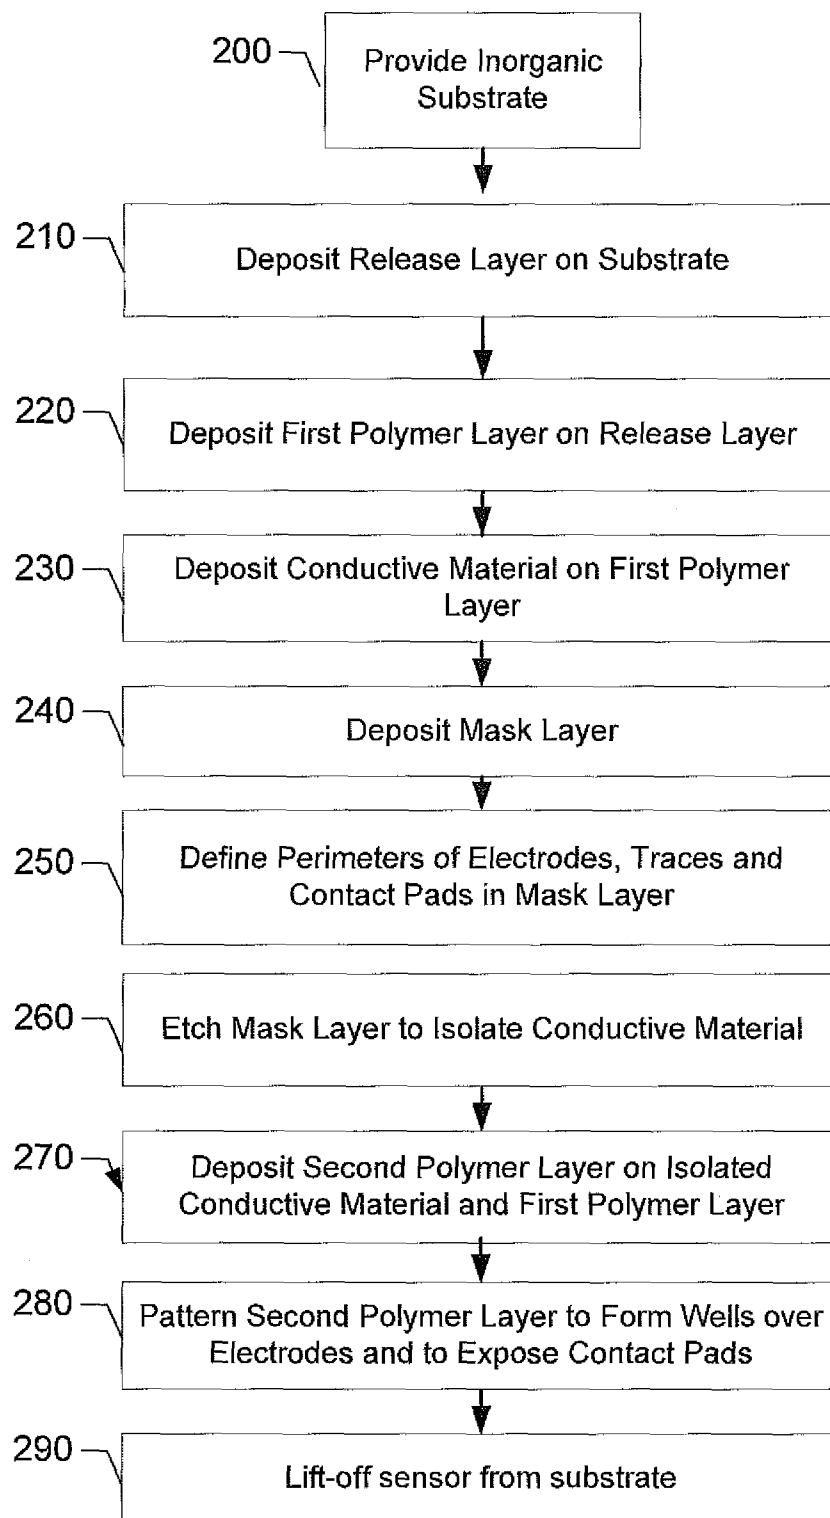 200
Provide Inorganic
Substrate
210
Deposit Release Layer on Substrate
220
Deposit First Polymer Layer on Release Layer
230
Deposit Conductive Material on First Polymer
Layer
240
Deposit Mask Layer
250
Define Perimeters of Electrodes, Traces and
Contact Pads in Mask Layer
260
Etch Mask Layer to Isolate Conductive Material
270
Deposit Second Polymer Layer on Isolated
Conductive Material and First Polymer Layer
280
Pattern Second Polymer Layer to Form Wells over
Electrodes and to Expose Contact Pads
290
Lift-off sensor from substrate